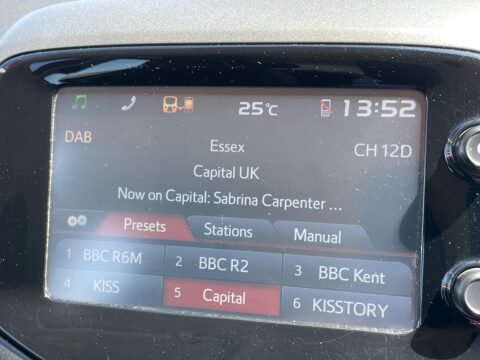 25°C
13:52
DAB
Essex
CH 12D
Capital UK
Now on Capital: Sabrina Carpenter ...
Presets
Stations
Manual
1 BBC R6M
2 BBC R2
3 BBC Kent
4 KISS
5 Capital
6 KISSTORY